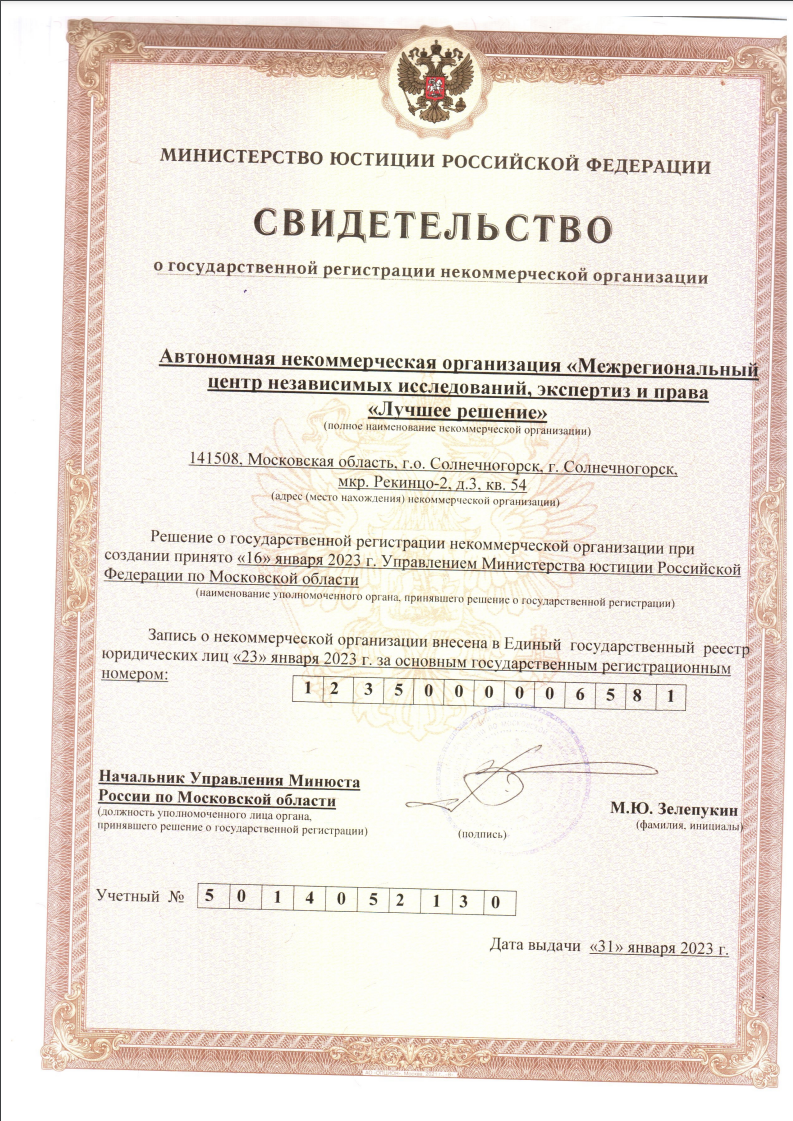 МИНИСТЕРСТВО ЮСТИЦИИ РОССИЙСКОЙ ФЕДЕРАЦИИ
СВИДЕТЕЛЬСТВО
о государственной регистрации некоммерческой организации
Автономная некоммерческая организация «Межрегиональный
центр независимых исследований, экспертиз и права
«Лучшее решение»
(полное наименование некоммерческой организации)
141508, Московская область, г.о. Солнечногорск, г. Солнечногорск,
мкр. Рекинцо-2, д.3, кв. 54
(адрес (место нахождения) некоммерческой организации)
Решение о государственной регистрации некоммерческой организации при
создании принято «16» января 2023 г. Управлением Министерства юстиции Российской
Федерации по Московской области
(наименование уполномоченного органа, принявшего решение о государственной регистрации)
Запись о некоммерческой организации внесена в Единый государственный реестр
юридических лиц «23» января 2023 г. за основным государственным регистрационным
номером:
1 2 3 5 0 0 0 0 0 6 5 8 1
Начальник Управления Минюста
России по Московской области
(должность уполномоченного лица органа,
принявшего решение о государственной регистрации)
(подпись)
М.Ю. Зелепукин
(фамилия, инициалы)
Учетный № 5 0 1 4 0 5 2 1 3 0
Дата выдачи «31» января 2023 г.